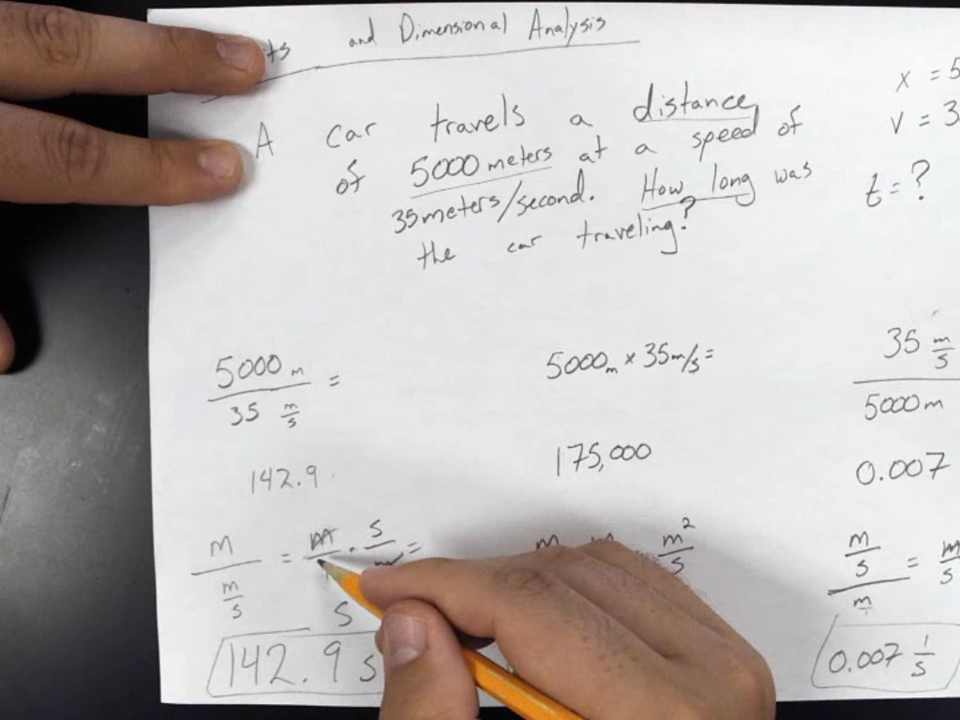 and Dimensional Analysis
A car travels a distance
of 5000 meters at a speed of
35 meters/second. How long was
the car traveling?
x = 5
v = 3
t = ?
5000 m
35 m/s =
142.9
5000m × 35 m/s =
175,000
35 m/s
5000 m
0.007
m / m/s = m · s/m =
s
142.9 s
m²/s
m/s / m = m/s
0.007 1/s